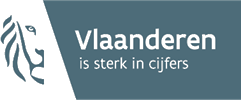 Vlaanderen
is sterk in cijfers